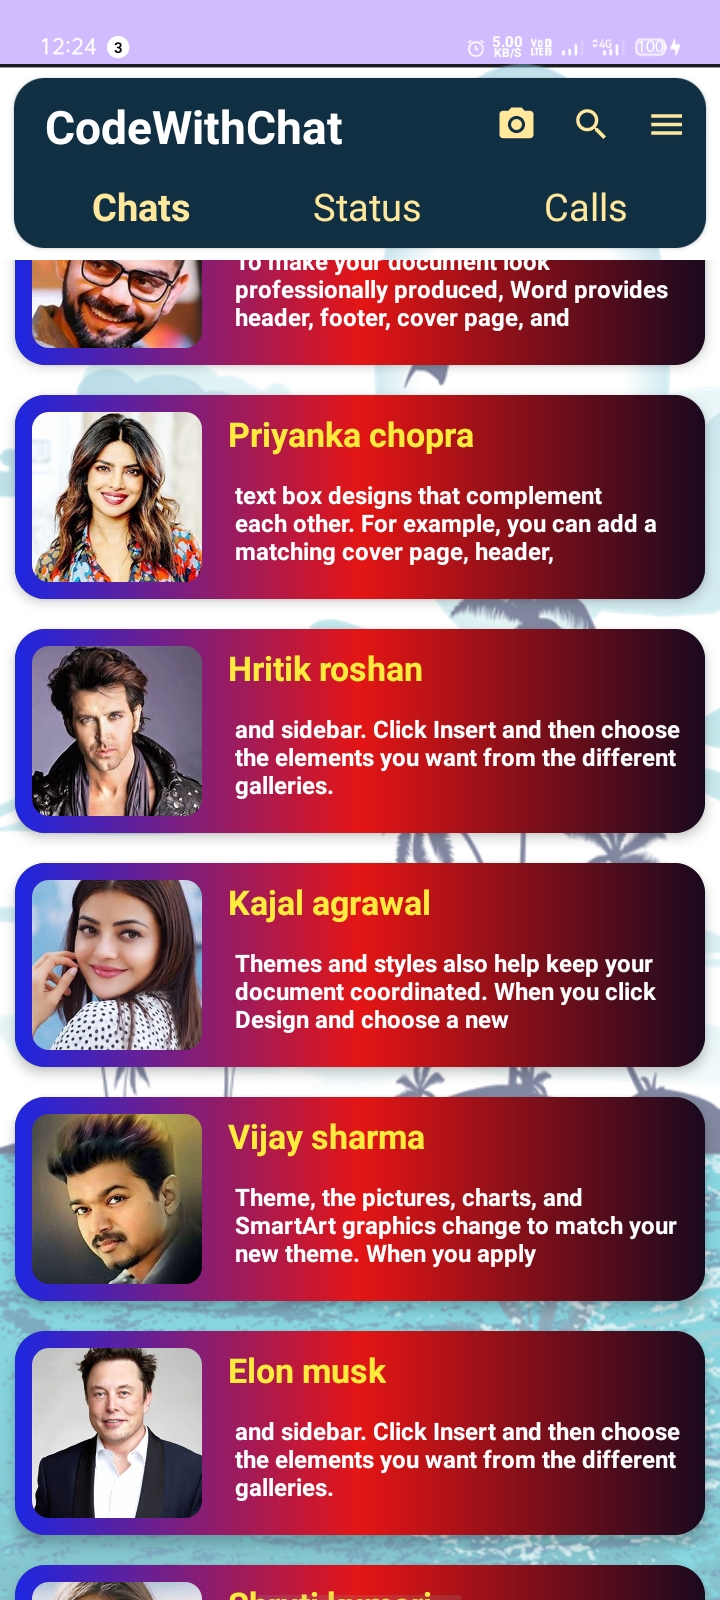 12:24 3 5.00 KB/S VoD LTE 4G 100
CodeWithChat
Chats Status Calls
To make your document look
professionally produced, Word provides
header, footer, cover page, and
Priyanka chopra
text box designs that complement
each other. For example, you can add a
matching cover page, header,
Hritik roshan
and sidebar. Click Insert and then choose
the elements you want from the different
galleries.
Kajal agrawal
Themes and styles also help keep your
document coordinated. When you click
Design and choose a new
Vijay sharma
Theme, the pictures, charts, and
SmartArt graphics change to match your
new theme. When you apply
Elon musk
and sidebar. Click Insert and then choose
the elements you want from the different
galleries.